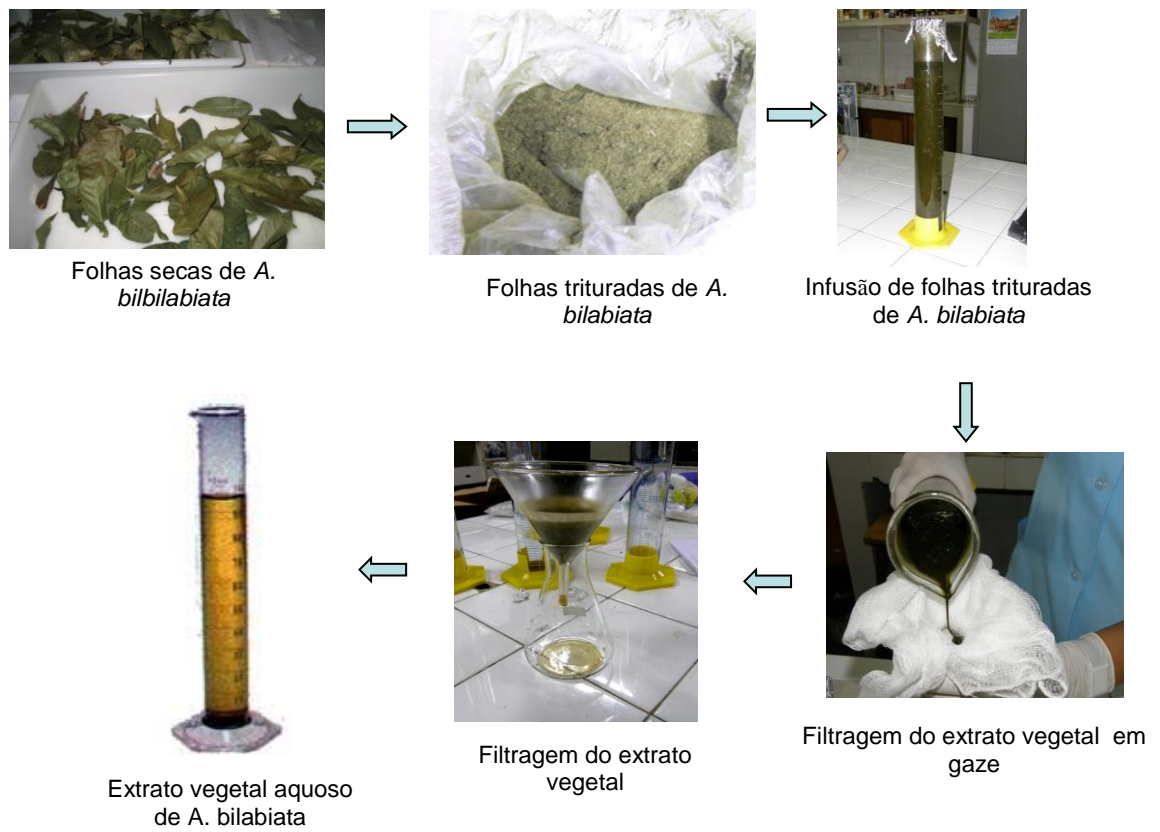 Folhas secas de A.
bilbilabiata
Folhas trituradas de A.
bilabiata
Infusão de folhas trituradas
de A. bilabiata
Filtragem do extrato vegetal em
gaze
Filtragem do extrato
vegetal
Extrato vegetal aquoso
de A. bilabiata